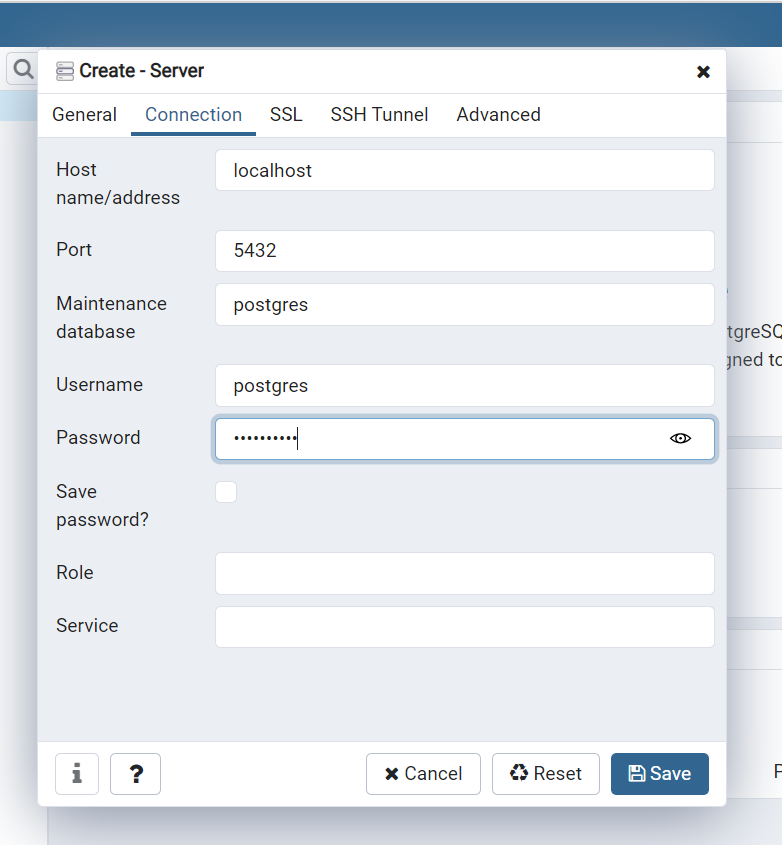 Create - Server
General Connection SSL SSH Tunnel Advanced
Host
name/address
localhost
Port
5432
Maintenance
database
postgres
Username
postgres
Password
••••••••••
Save
password?
Role
Service
tgreSQ
gned to
i ? Cancel Reset Save
P